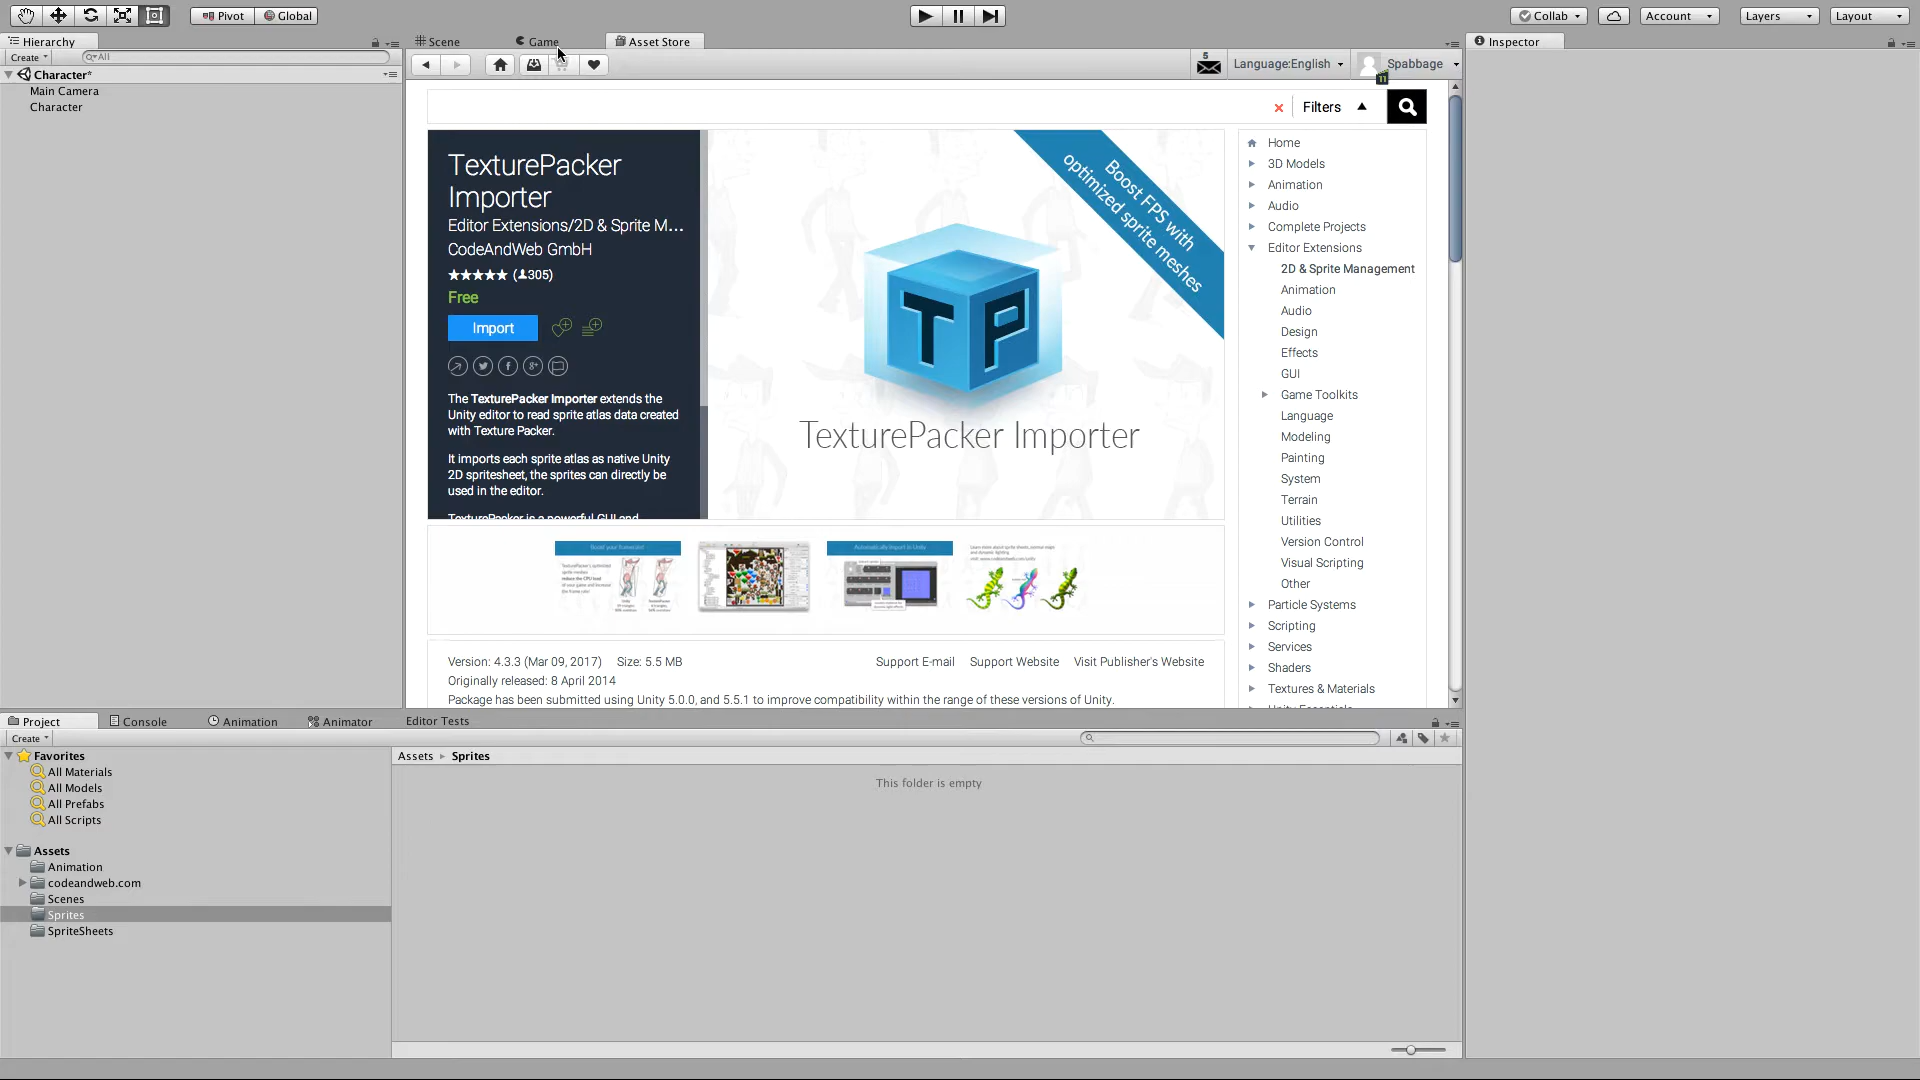 Pivot
Global
Collab
Account
Layers
Layout
Hierarchy
Scene
Game
Asset Store
Inspector
Create
All
5
Language:English
Spabbage
11
Character*
Main Camera
Character
Filters
TexturePacker
Importer
Editor Extensions/2D & Sprite M...
CodeAndWeb GmbH
★★★★★ (305)
Free
Import
The TexturePacker Importer extends the
Unity editor to read sprite atlas data created
with Texture Packer.
It imports each sprite atlas as native Unity
2D spritesheet, the sprites can directly be
used in the editor.
TexturePacker is a powerful GUI and
Boost FPS with
optimized sprite meshes
TP
TexturePacker Importer
Home
3D Models
Animation
Audio
Complete Projects
Editor Extensions
2D & Sprite Management
Animation
Audio
Design
Effects
GUI
Game Toolkits
Language
Modeling
Painting
System
Terrain
Utilities
Version Control
Visual Scripting
Other
Particle Systems
Scripting
Services
Shaders
Textures & Materials
Version: 4.3.3 (Mar 09, 2017) Size: 5.5 MB
Support E-mail Support Website Visit Publisher's Website
Originally released: 8 April 2014
Package has been submitted using Unity 5.0.0, and 5.5.1 to improve compatibility within the range of these versions of Unity.
Project
Console
Animation
Animator
Editor Tests
Create
Favorites
All Materials
All Models
All Prefabs
All Scripts
Assets
Animation
codeandweb.com
Scenes
Sprites
SpriteSheets
Assets
Sprites
This folder is empty